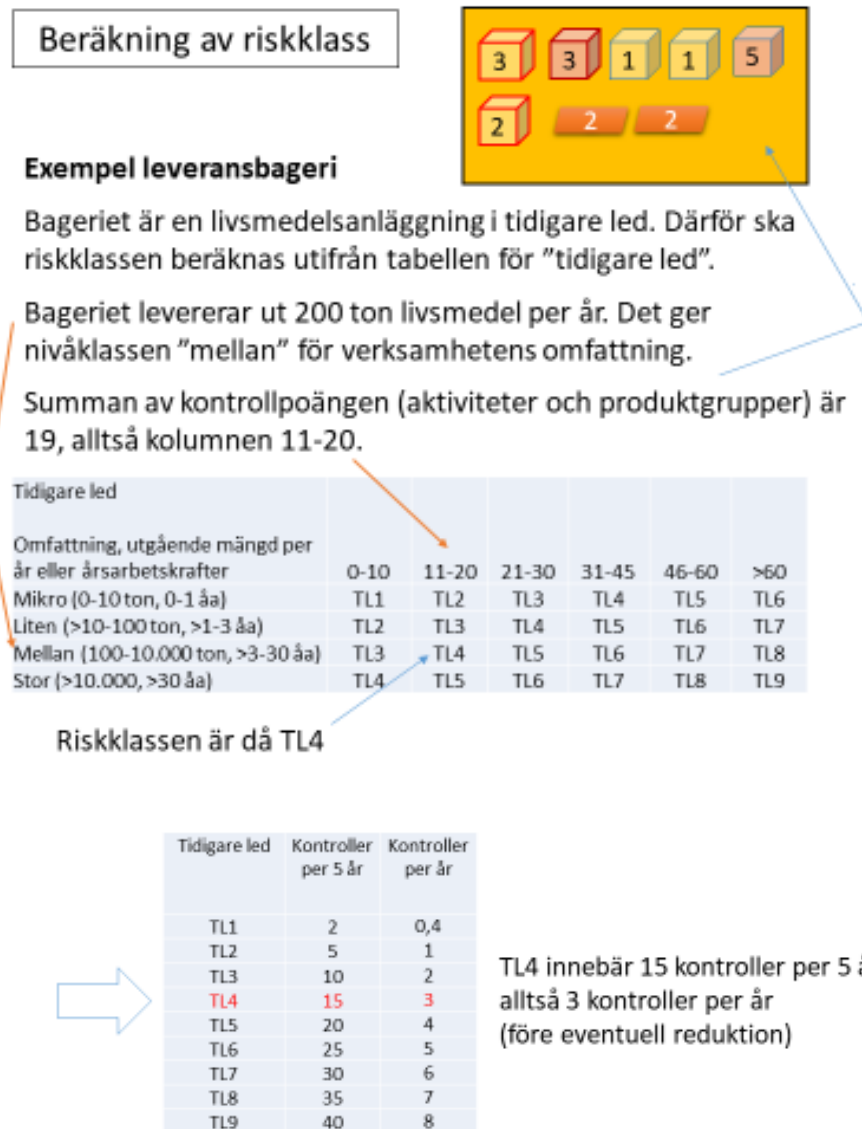 Beräkning av riskklass
3 3 1 1 5
2 2 2
Exempel leveransbageri
Bageriet är en livsmedelsanläggning i tidigare led. Därför ska
riskklassen beräknas utifrån tabellen för ”tidigare led”.
Bageriet levererar ut 200 ton livsmedel per år. Det ger
nivåklassen ”mellan” för verksamhetens omfattning.
Summan av kontrollpoängen (aktiviteter och produktgrupper) är
19, alltså kolumnen 11-20.
Tidigare led
Omfattning, utgående mängd per
år eller årsarbetskrafter 0-10 11-20 21-30 31-45 46-60 >60
Mikro (0-10 ton, 0-1 åa) TL1 TL2 TL3 TL4 TL5 TL6
Liten (>10-100 ton, >1-3 åa) TL2 TL3 TL4 TL5 TL6 TL7
Mellan (100-10.000 ton, >3-30 åa) TL3 TL4 TL5 TL6 TL7 TL8
Stor (>10.000, >30 åa) TL4 TL5 TL6 TL7 TL8 TL9
Riskklassen är då TL4
Tidigare led Kontroller Kontroller
per 5 år per år
TL1 2 0,4
TL2 5 1
TL3 10 2
TL4 15 3
TL5 20 4
TL6 25 5
TL7 30 6
TL8 35 7
TL9 40 8
TL4 innebär 15 kontroller per 5 å
alltså 3 kontroller per år
(före eventuell reduktion)